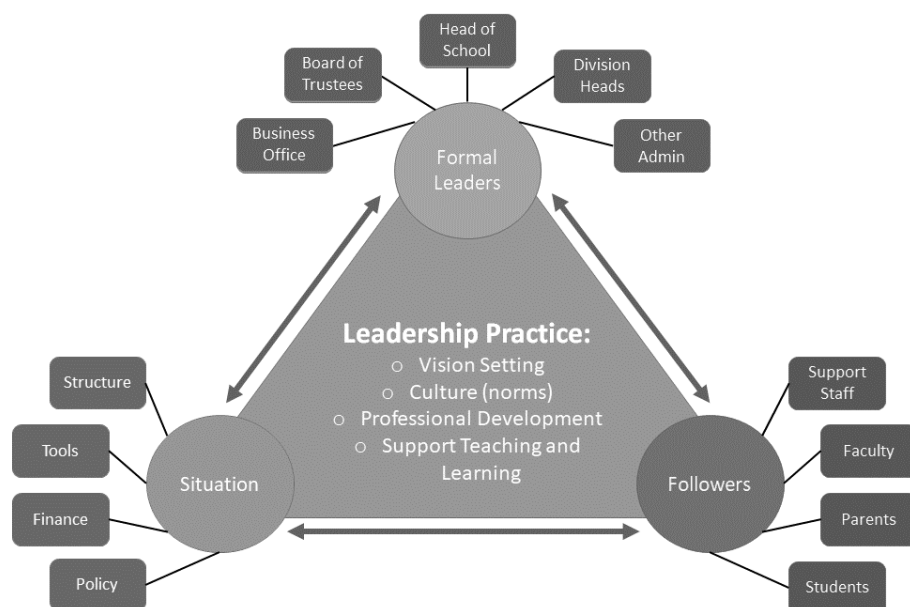 Head of
School
Board of
Trustees
Division
Heads
Business
Office
Other
Admin
Formal
Leaders
Leadership Practice:
○ Vision Setting
○ Culture (norms)
○ Professional Development
○ Support Teaching and
Learning
Structure
Tools
Finance
Policy
Situation
Followers
Support
Staff
Faculty
Parents
Students